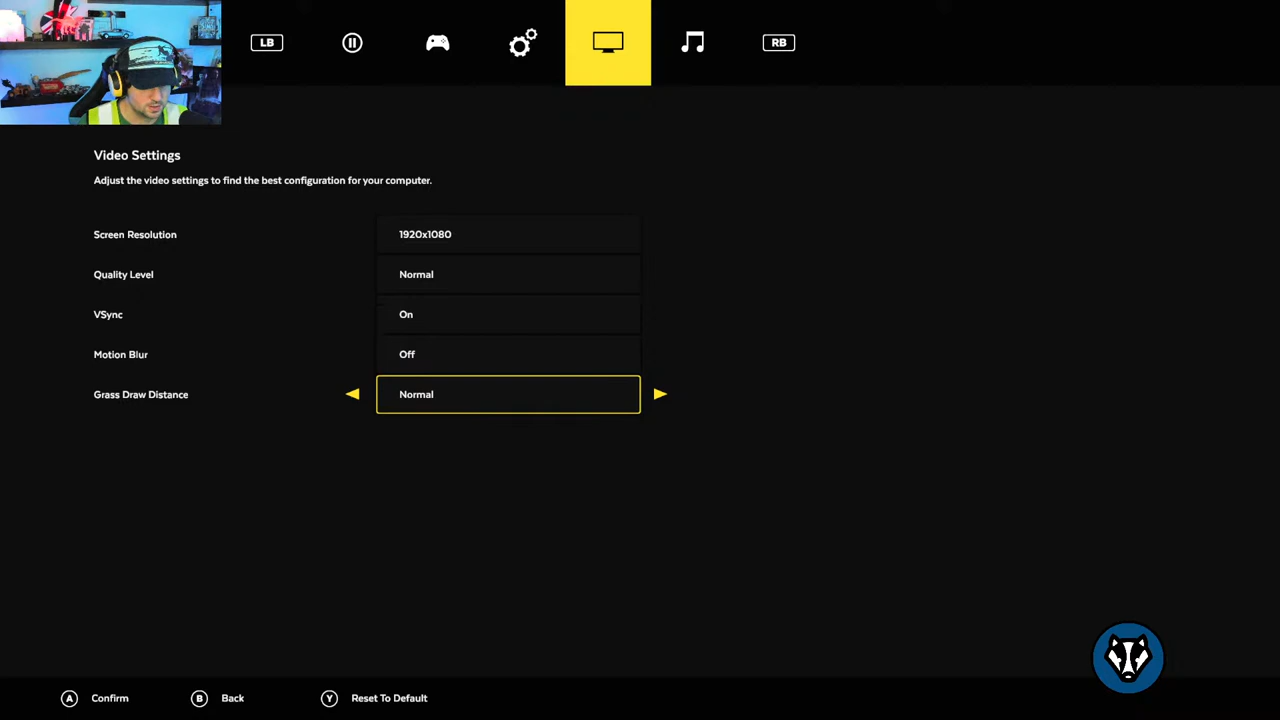 LB
RB
Video Settings
Adjust the video settings to find the best configuration for your computer.
Screen Resolution 1920x1080
Quality Level Normal
VSync On
Motion Blur Off
Grass Draw Distance Normal
A Confirm B Back Y Reset To Default